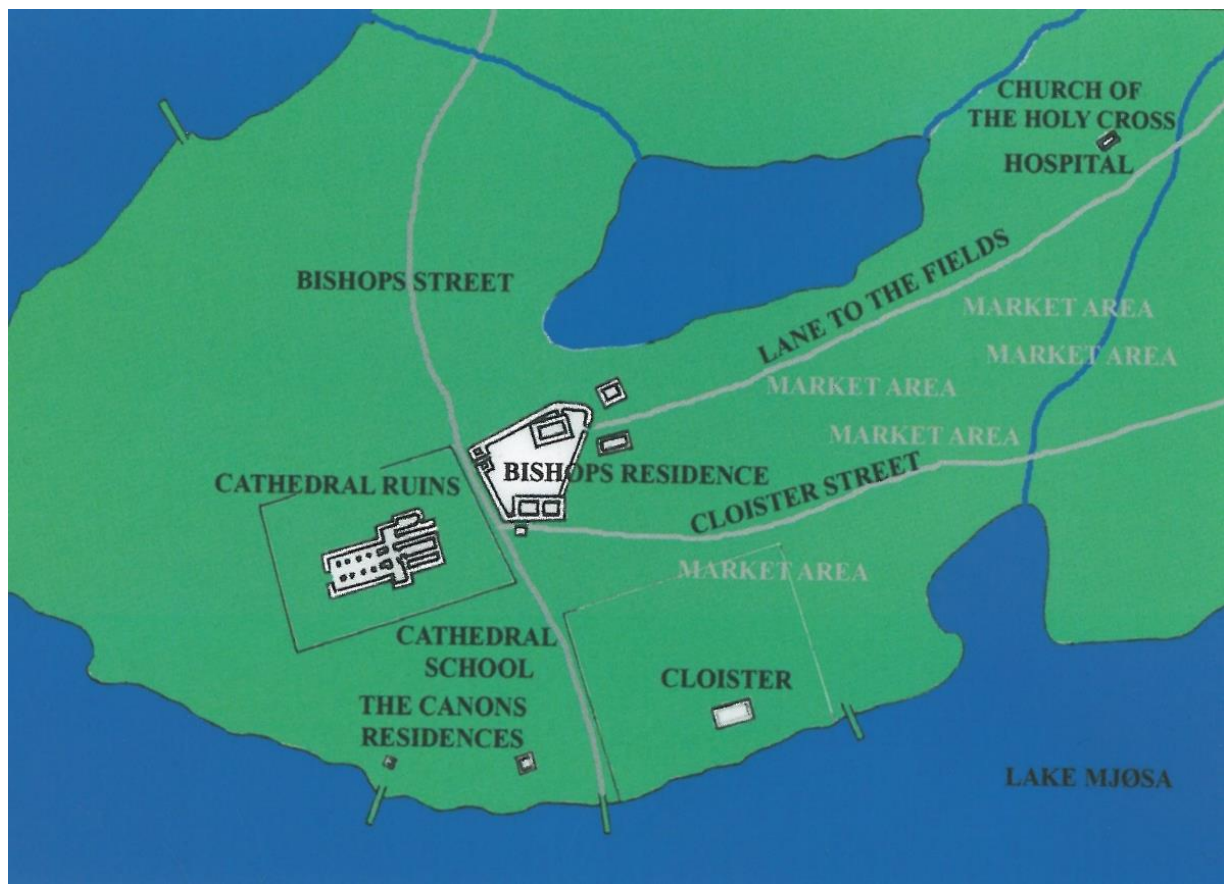 CHURCH OF
THE HOLY CROSS
HOSPITAL
BISHOPS STREET
LANE TO THE FIELDS
MARKET AREA
MARKET AREA
MARKET AREA
MARKET AREA
CATHEDRAL RUINS
BISHOPS RESIDENCE
CLOISTER STREET
MARKET AREA
CATHEDRAL
SCHOOL
CLOISTER
THE CANONS
RESIDENCES
LAKE MJØSA